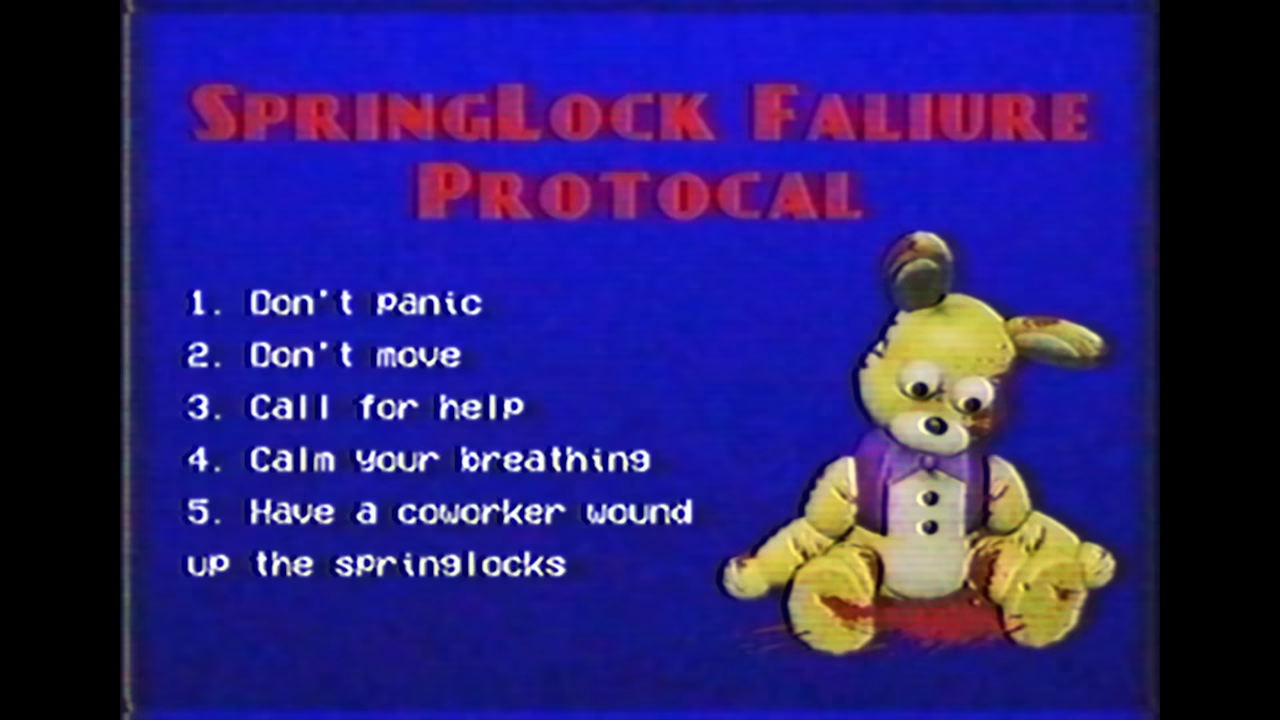 SpringLock Faliure
Protocal
1. Don't panic
2. Don't move
3. Call for help
4. Calm your breathing
5. Have a coworker wound
up the springlocks